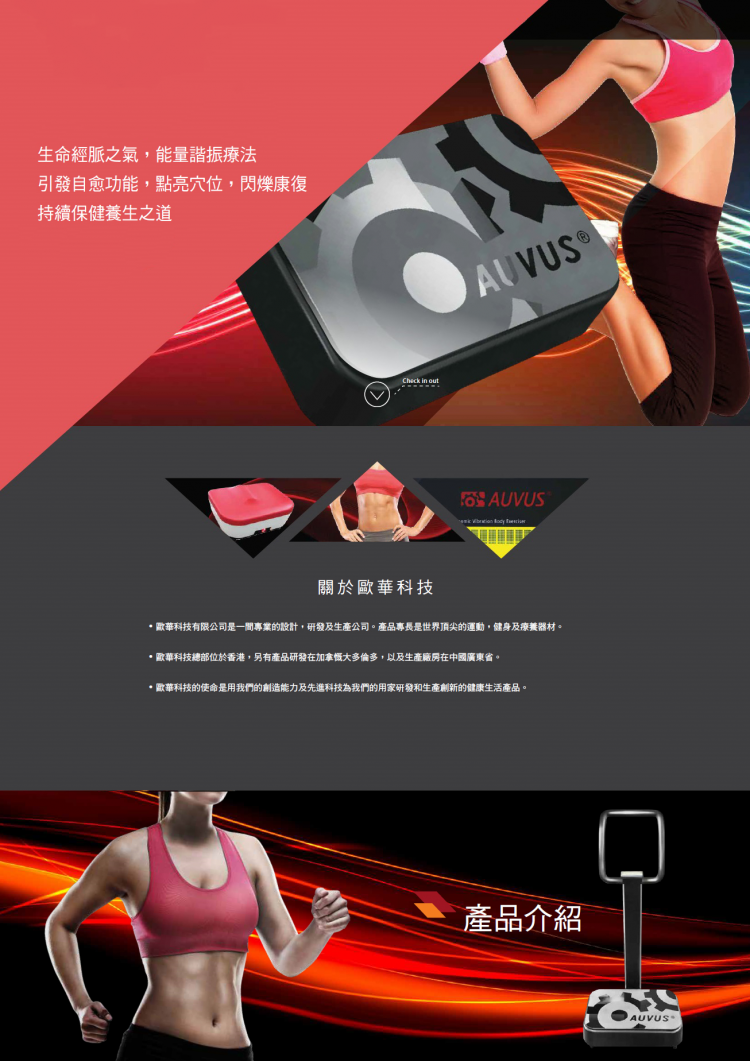 生命經脈之氣，能量諧振療法
引發自愈功能，點亮穴位，閃爍康復
持續保健養生之道
AUVUS®
Check in out
AUVUS
Vibration Body Exerciser
關於歐華科技
• 歐華科技有限公司是一間專業的設計，研發及生產公司。產品專長是世界頂尖的運動，健身及療養器材。
• 歐華科技總部位於香港，另有產品研發在加拿慨大多倫多，以及生產廠房在中國廣東省。
• 歐華科技的使命是用我們的創造能力及先進科技為我們的用家研發和生產創新的健康生活產品。
產品介紹
AUVUS®